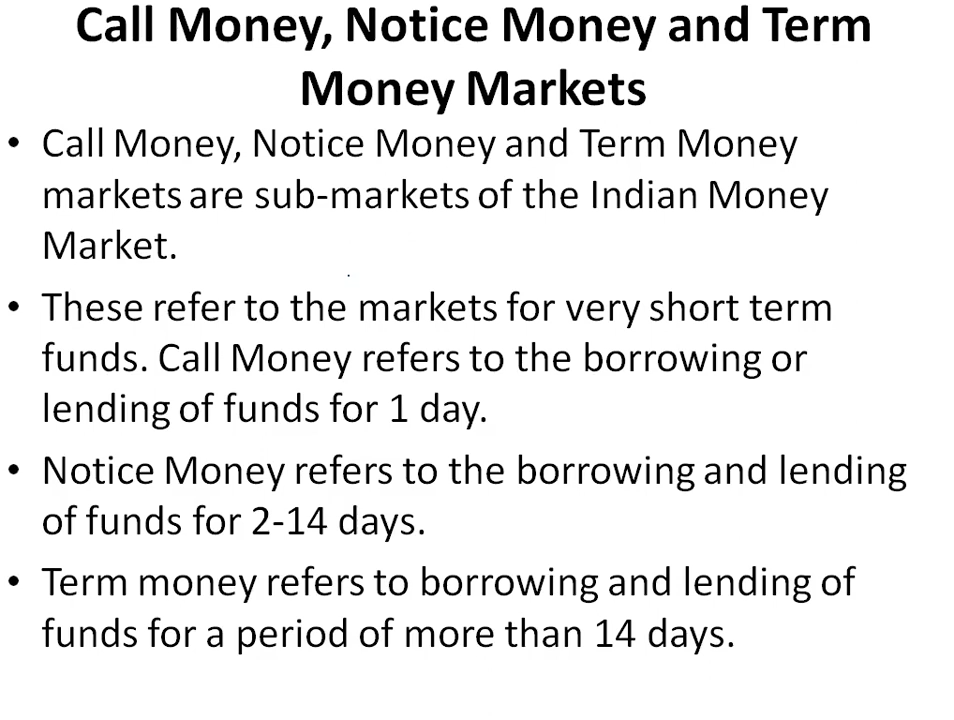 Call Money, Notice Money and Term
Money Markets
• Call Money, Notice Money and Term Money
markets are sub-markets of the Indian Money
Market.
• These refer to the markets for very short term
funds. Call Money refers to the borrowing or
lending of funds for 1 day.
• Notice Money refers to the borrowing and lending
of funds for 2-14 days.
• Term money refers to borrowing and lending of
funds for a period of more than 14 days.